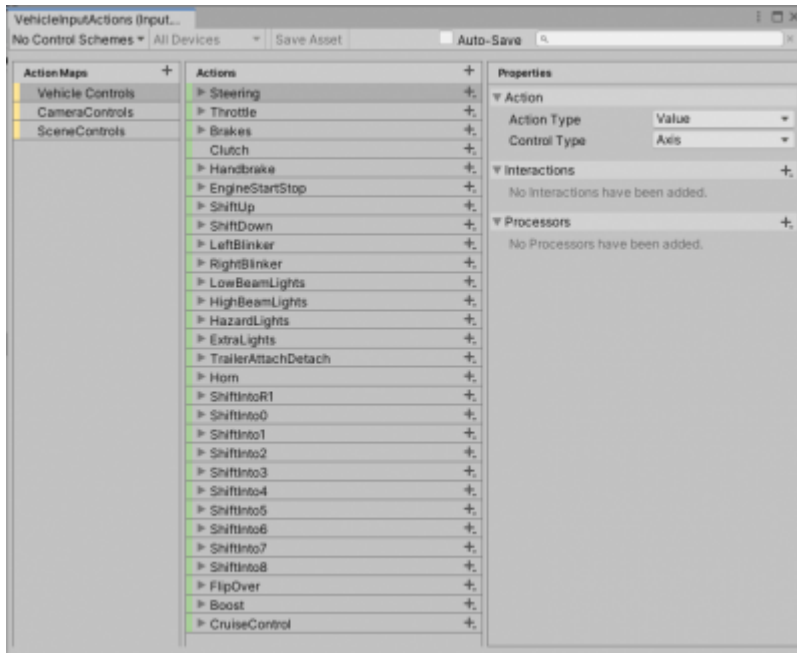 VehicleInputActions (Input...
No Control Schemes All Devices Save Asset Auto-Save
Action Maps
Vehicle Controls
CameraControls
SceneControls
Actions
Steering
Throttle
Brakes
Clutch
Handbrake
EngineStartStop
ShiftUp
ShiftDown
LeftBlinker
RightBlinker
LowBeamLights
HighBeamLights
HazardLights
ExtraLights
TrailerAttachDetach
Horn
ShiftIntoR1
ShiftInto0
ShiftInto1
ShiftInto2
ShiftInto3
ShiftInto4
ShiftInto5
ShiftInto6
ShiftInto7
ShiftInto8
FlipOver
Boost
CruiseControl
Properties
Action
Action Type Value
Control Type Axis
Interactions
No Interactions have been added.
Processors
No Processors have been added.